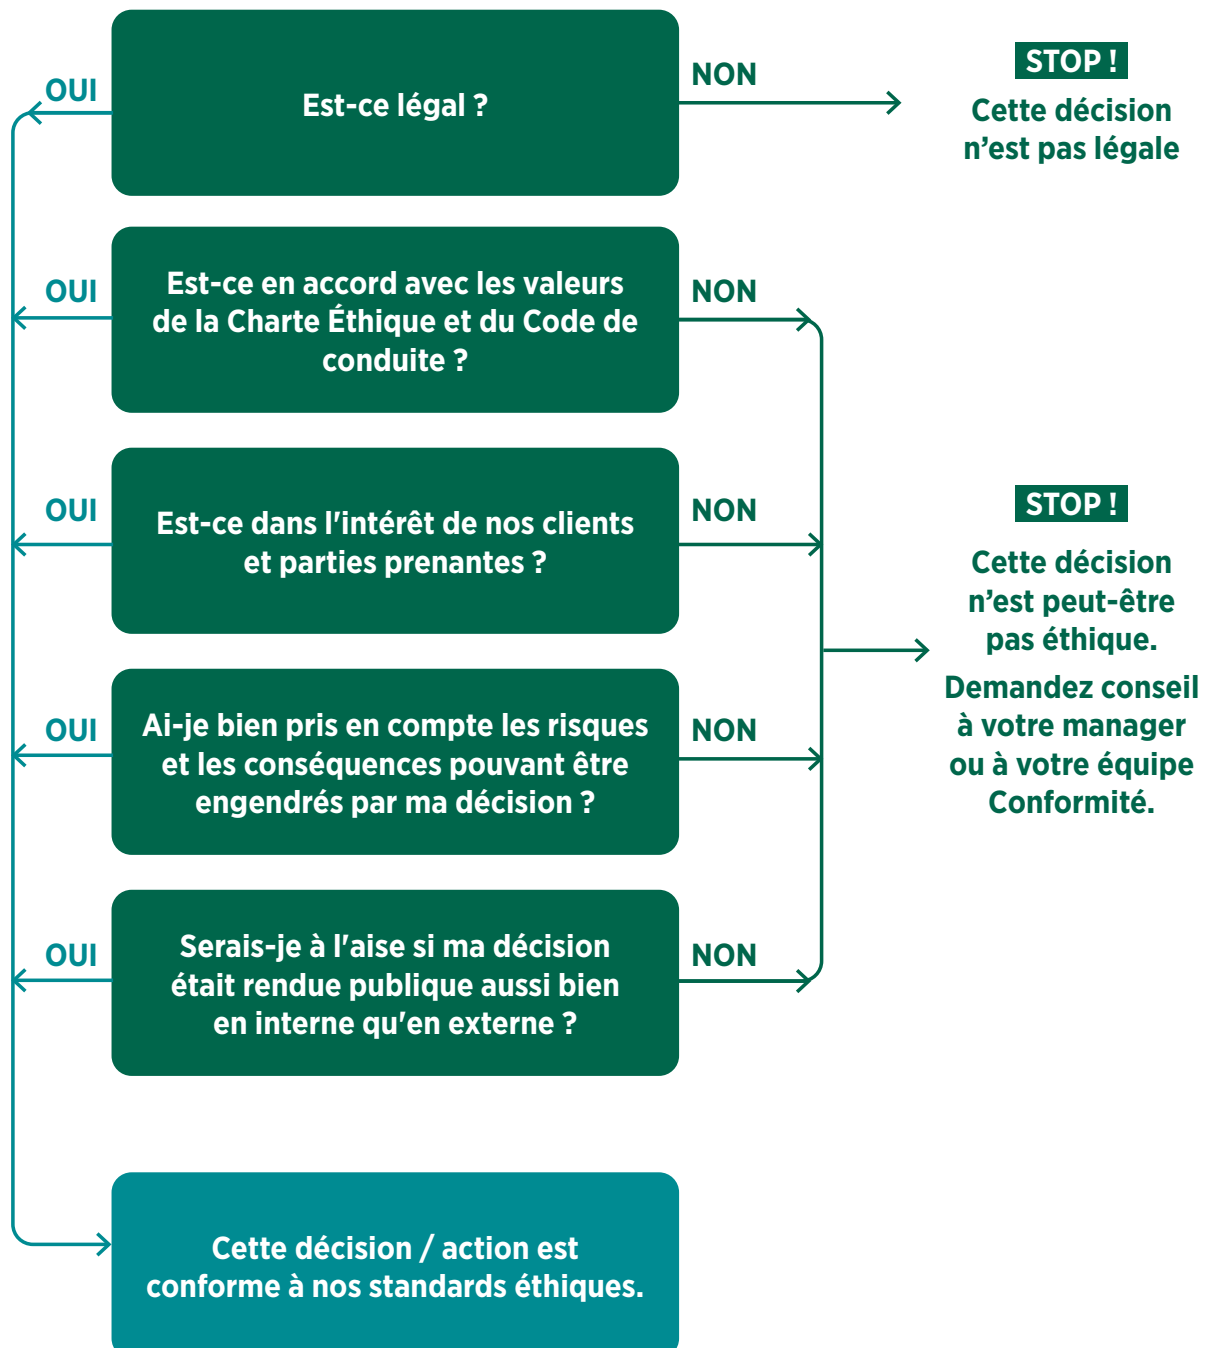 OUI
Est-ce légal ?
NON
STOP !
Cette décision
n’est pas légale
OUI
Est-ce en accord avec les valeurs
de la Charte Éthique et du Code de
conduite ?
NON
OUI
Est-ce dans l'intérêt de nos clients
et parties prenantes ?
NON
STOP !
Cette décision
n’est peut-être
pas éthique.
Demandez conseil
à votre manager
ou à votre équipe
Conformité.
OUI
Ai-je bien pris en compte les risques
et les conséquences pouvant être
engendrés par ma décision ?
NON
OUI
Serais-je à l'aise si ma décision
était rendue publique aussi bien
en interne qu'en externe ?
NON
Cette décision / action est
conforme à nos standards éthiques.